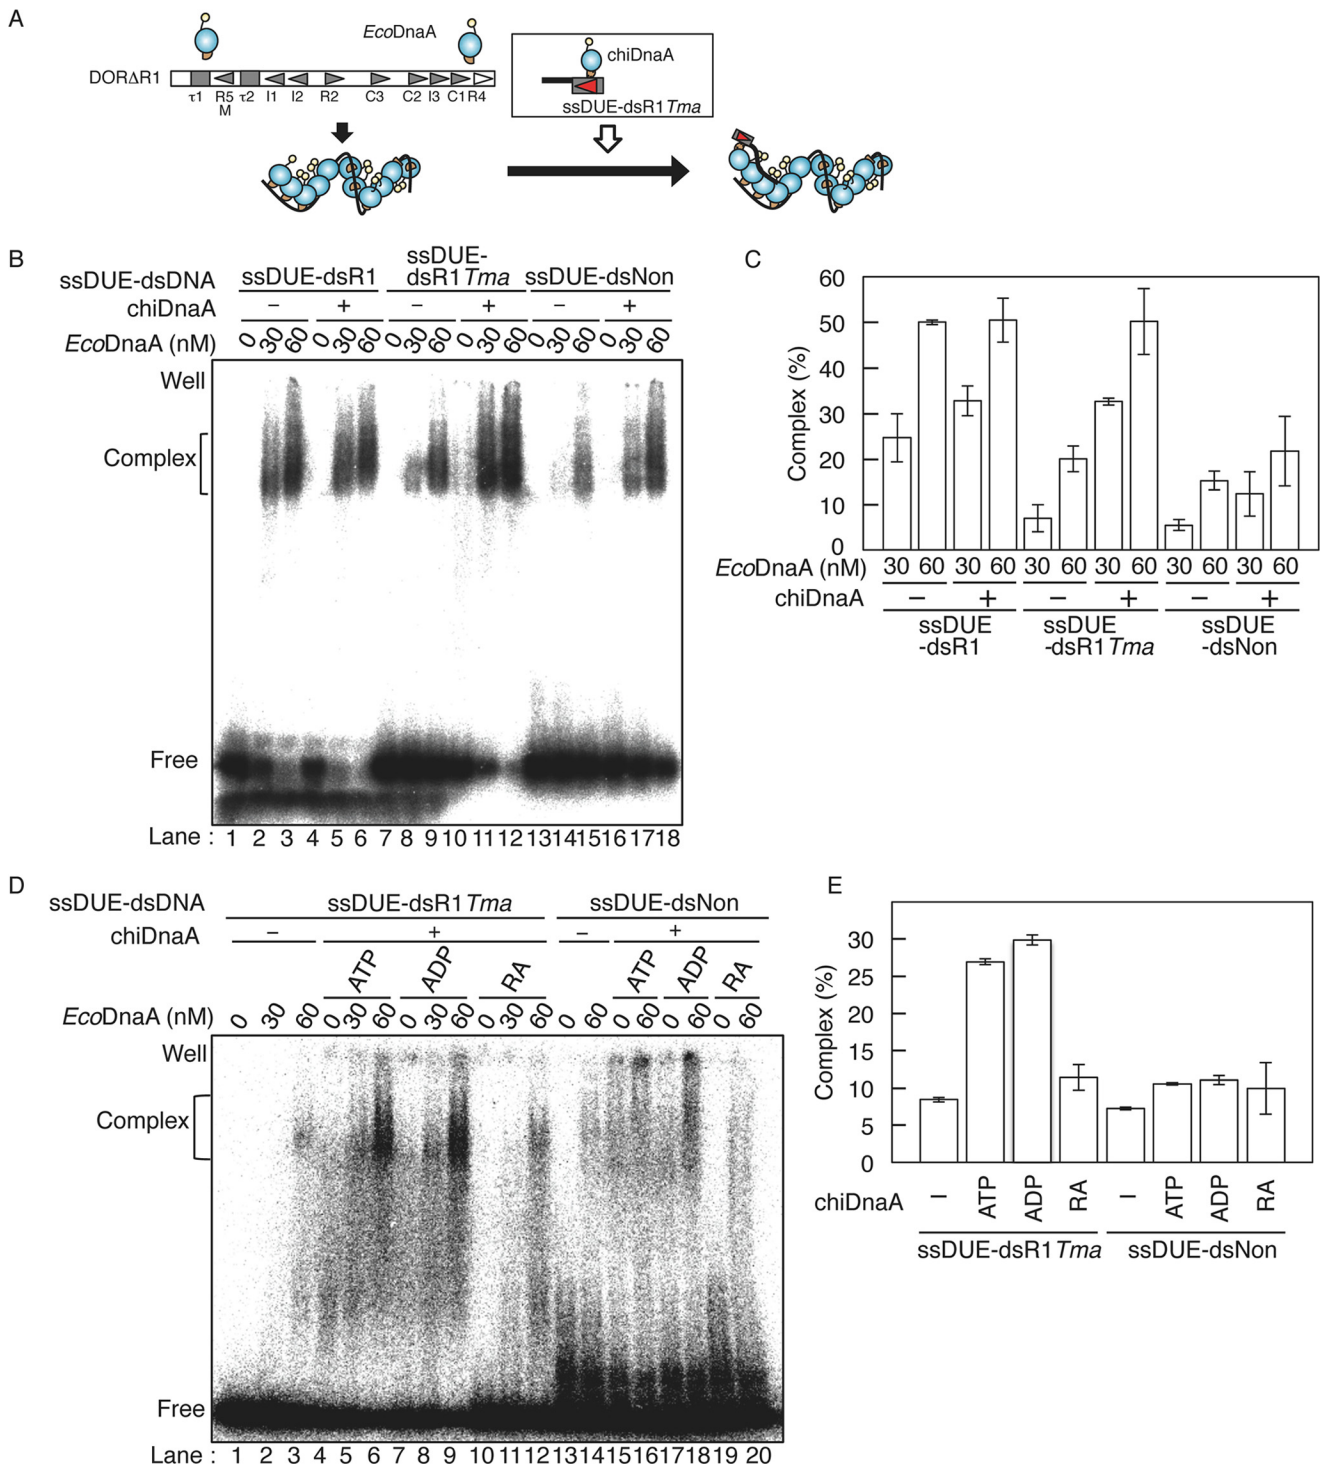 A
EcoDnaA
DORΔR1
τ1 R5M τ2 I1 I2 R2 C3 C2 I3 C1 R4
chiDnaA
ssDUE-dsR1Tma
B
ssDUE-dsDNA ssDUE-dsR1 ssDUE-dsR1Tma ssDUE-dsNon
chiDnaA − + − + − +
EcoDnaA (nM) 0 30 60 0 30 60 0 30 60 0 30 60 0 30 60 0 30 60
Well
Complex
Free
Lane : 1 2 3 4 5 6 7 8 9 10 11 12 13 14 15 16 17 18
C
Complex (%)
60
50
40
30
20
10
0
EcoDnaA (nM) 30 60 30 60 30 60 30 60 30 60 30 60
chiDnaA − + − + − +
ssDUE ssDUE ssDUE
-dsR1 -dsR1Tma -dsNon
D
ssDUE-dsDNA ssDUE-dsR1Tma ssDUE-dsNon
chiDnaA − + − +
ATP ADP RA ATP ADP RA
EcoDnaA (nM) 0 30 60 0 30 60 0 30 60 0 30 60 0 60 0 60 0 60 0 60
Well
Complex
Free
Lane : 1 2 3 4 5 6 7 8 9 10 11 12 13 14 15 16 17 18 19 20
E
Complex (%)
30
25
20
15
10
5
0
chiDnaA − ATP ADP RA − ATP ADP RA
ssDUE-dsR1Tma ssDUE-dsNon